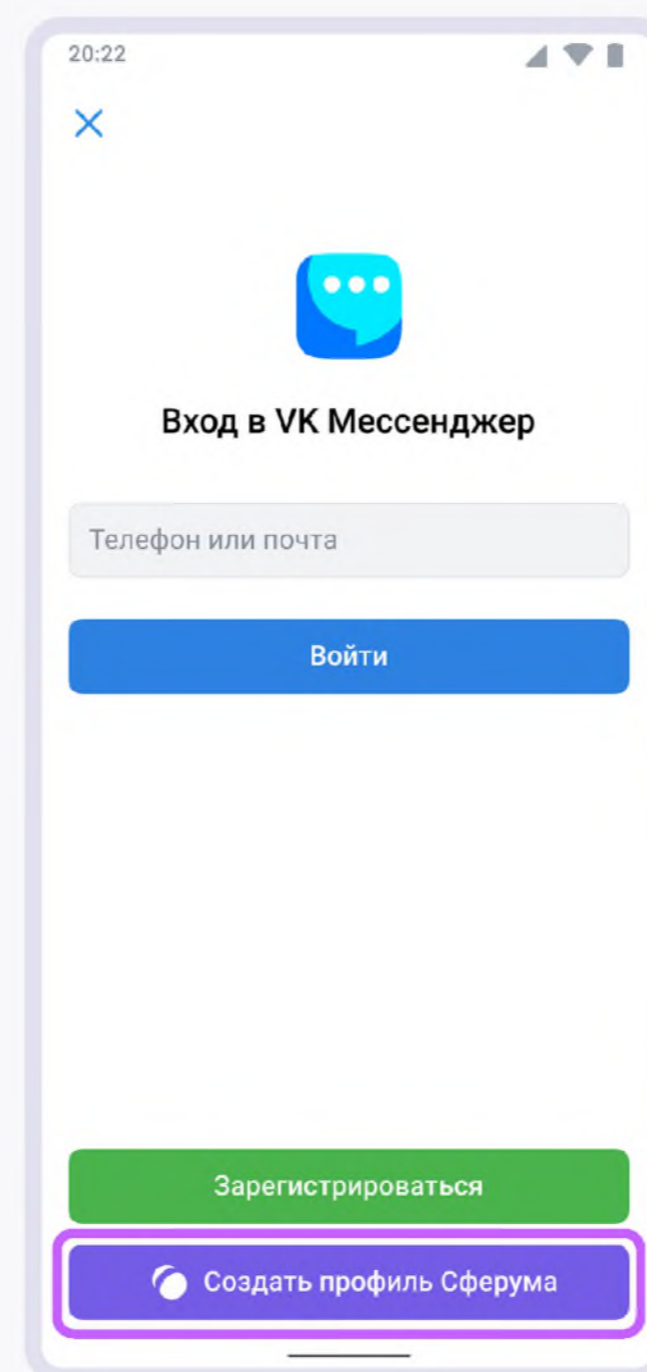 20:22
Вход в VK Мессенджер
Телефон или почта
Войти
Зарегистрироваться
Создать профиль Сферума